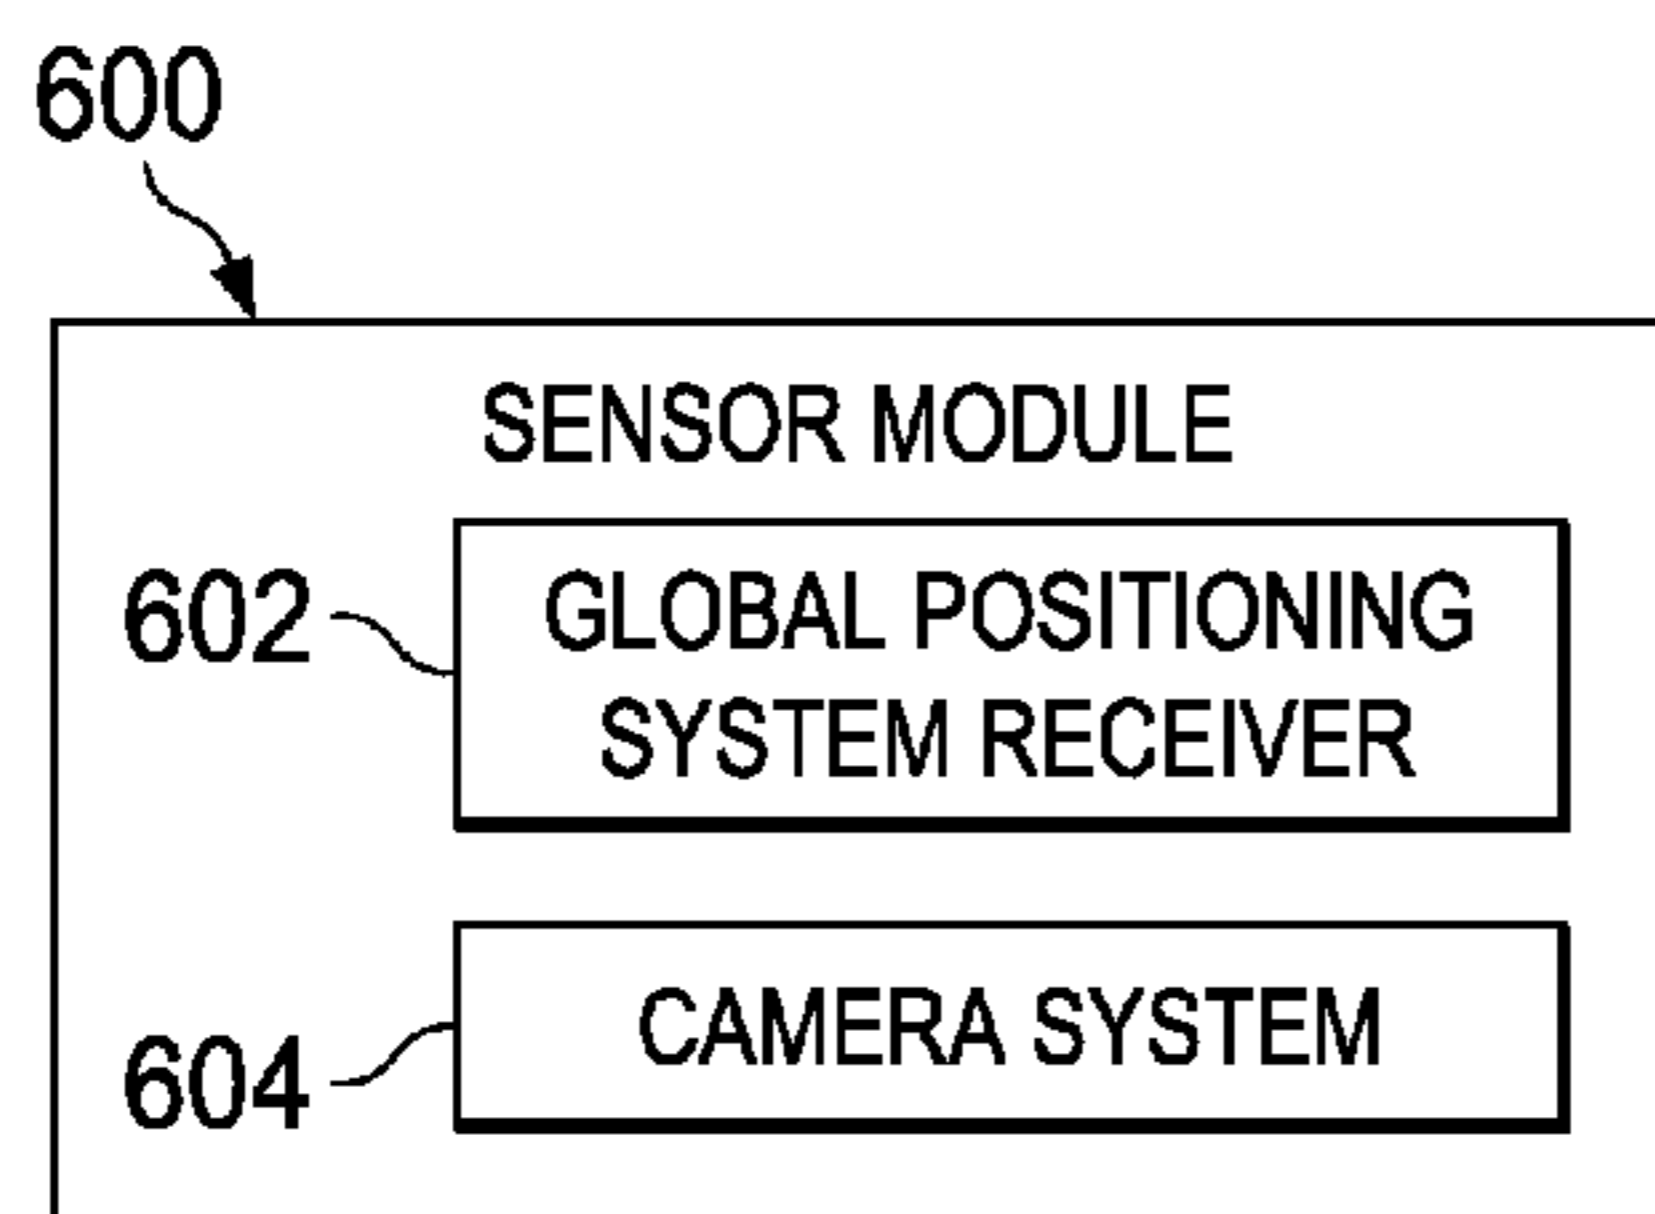 600
SENSOR MODULE
602
GLOBAL POSITIONING
SYSTEM RECEIVER
604
CAMERA SYSTEM